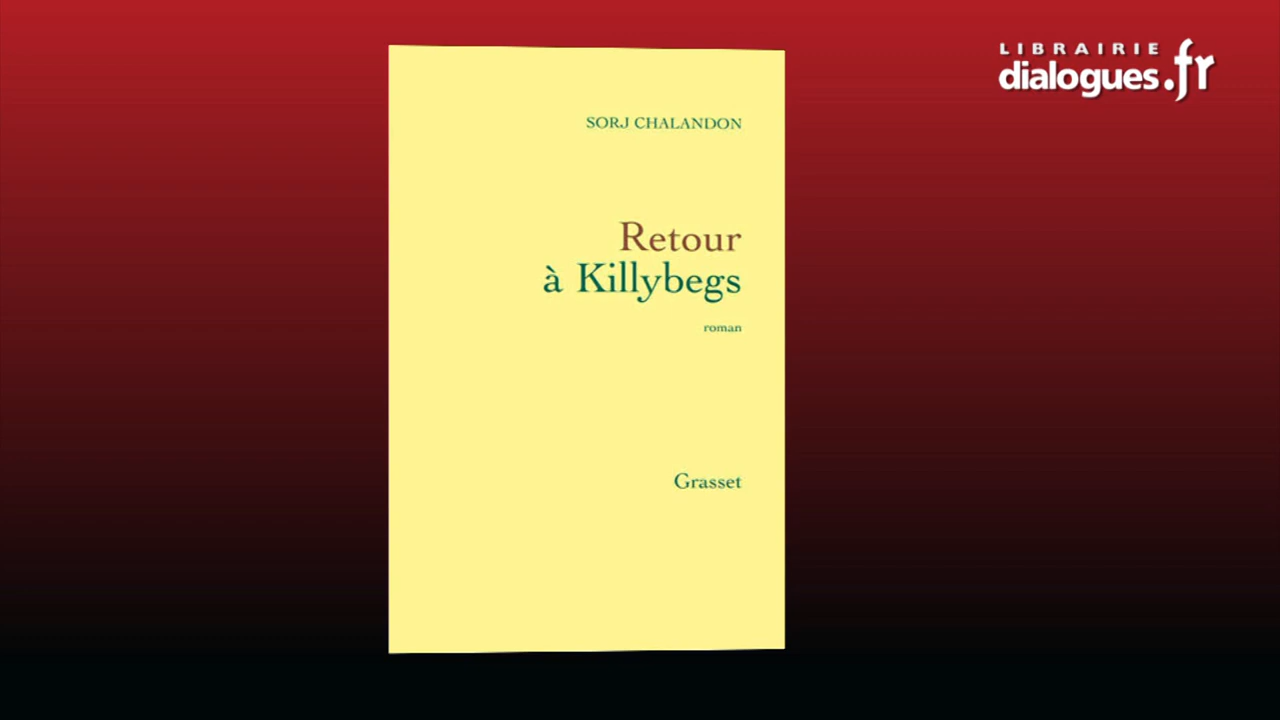 LIBRAIRIE
dialogues.fr
SORJ CHALANDON
Retour
à Killybegs
roman
Grasset